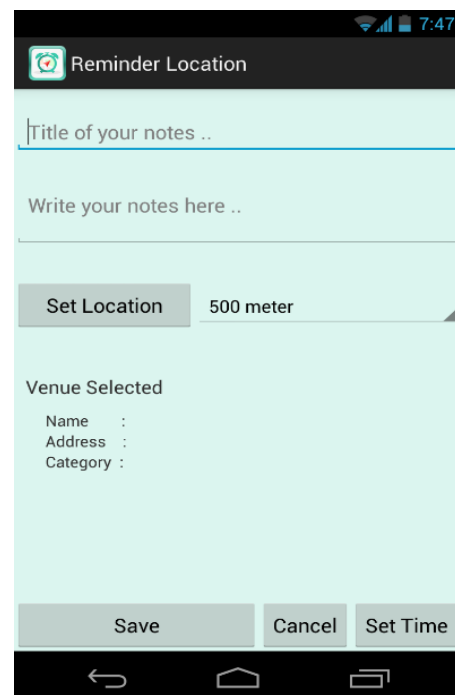 7:47
Reminder Location
Title of your notes ..
Write your notes here ..
Set Location 500 meter
Venue Selected
Name :
Address :
Category :
Save Cancel Set Time